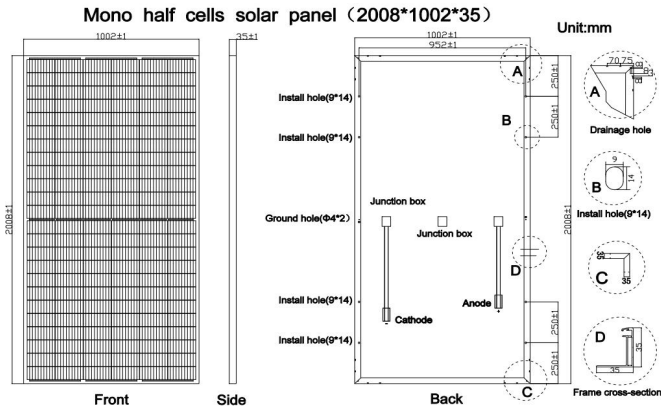 Mono half cells solar panel（2008*1002*35）
Unit:mm
1002±1
35±1
1002±1
952±1
2008±1
2008±1
250±1
250±1
250±1
250±1
Install hole(9*14)
Install hole(9*14)
Ground hole(Φ4*2)
Install hole(9*14)
Install hole(9*14)
Junction box
Junction box
Cathode
Anode
- +
A
B
D
C
70,75
A
Drainage hole
9
14
B
Install hole(9*14)
35
35
C
D
35
35
Frame cross-section
Front
Side
Back